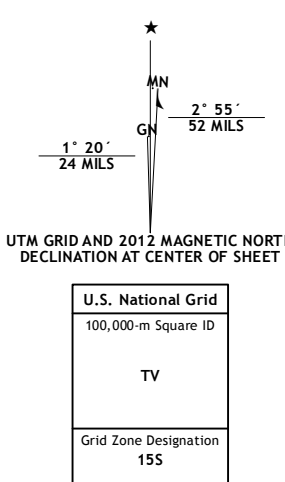 MN
GN
2° 55´
52 MILS
1° 20´
24 MILS
UTM GRID AND 2012 MAGNETIC NORTH
DECLINATION AT CENTER OF SHEET
U.S. National Grid
100,000-m Square ID
TV
Grid Zone Designation
15S